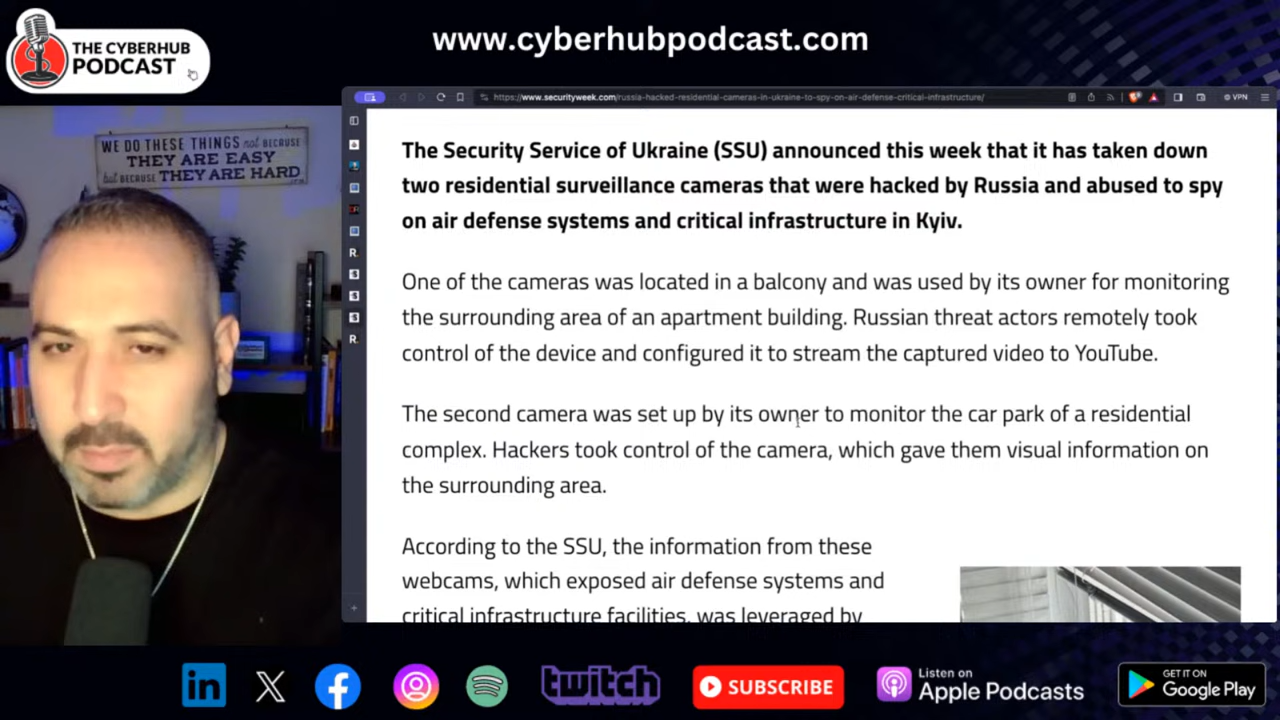 THE CYBERHUB
PODCAST
www.cyberhubpodcast.com
https://www.securityweek.com/russia-hacked-residential-cameras-in-ukraine-to-spy-on-air-defense-critical-infrastructure/
VPN
WE DO THESE THINGS not BECAUSE
THEY ARE EASY
but BECAUSE THEY ARE HARD
The Security Service of Ukraine (SSU) announced this week that it has taken down
two residential surveillance cameras that were hacked by Russia and abused to spy
on air defense systems and critical infrastructure in Kyiv.
One of the cameras was located in a balcony and was used by its owner for monitoring
the surrounding area of an apartment building. Russian threat actors remotely took
control of the device and configured it to stream the captured video to YouTube.
The second camera was set up by its owner to monitor the car park of a residential
complex. Hackers took control of the camera, which gave them visual information on
the surrounding area.
According to the SSU, the information from these
webcams, which exposed air defense systems and
critical infrastructure facilities, was leveraged by
in
X
f
twitch
SUBSCRIBE
Listen on
Apple Podcasts
GET IT ON
Google Play